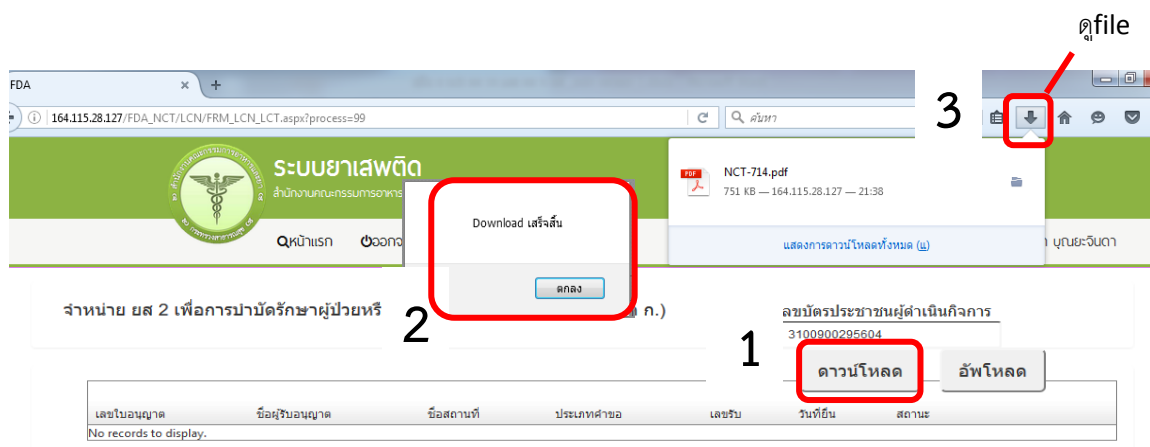 ดูfile
FDA
164.115.28.127/FDA_NCT/LCN/FRM_LCN_LCT.aspx?process=99
ค้นหา
3
ระบบยาเสพติด
สำนักงานคณะกรรมการอาหาร
NCT-714.pdf
751 KB — 164.115.28.127 — 21:38
แสดงการดาวน์โหลดทั้งหมด (แ)
Download เสร็จสิ้น
ตกลง
หน้าแรก
ออกจ
บุณยะจินดา
จำหน่าย ยส 2 เพื่อการบำบัดรักษาผู้ป่วยหรื
2
ก.)
ลขบัตรประชาชนผู้ดำเนินกิจการ
3100900295604
1
ดาวน์โหลด
อัพโหลด
เลขใบอนุญาต ชื่อผู้รับอนุญาต ชื่อสถานที่ ประเภทคำขอ เลขรับ วันที่ยื่น สถานะ
No records to display.